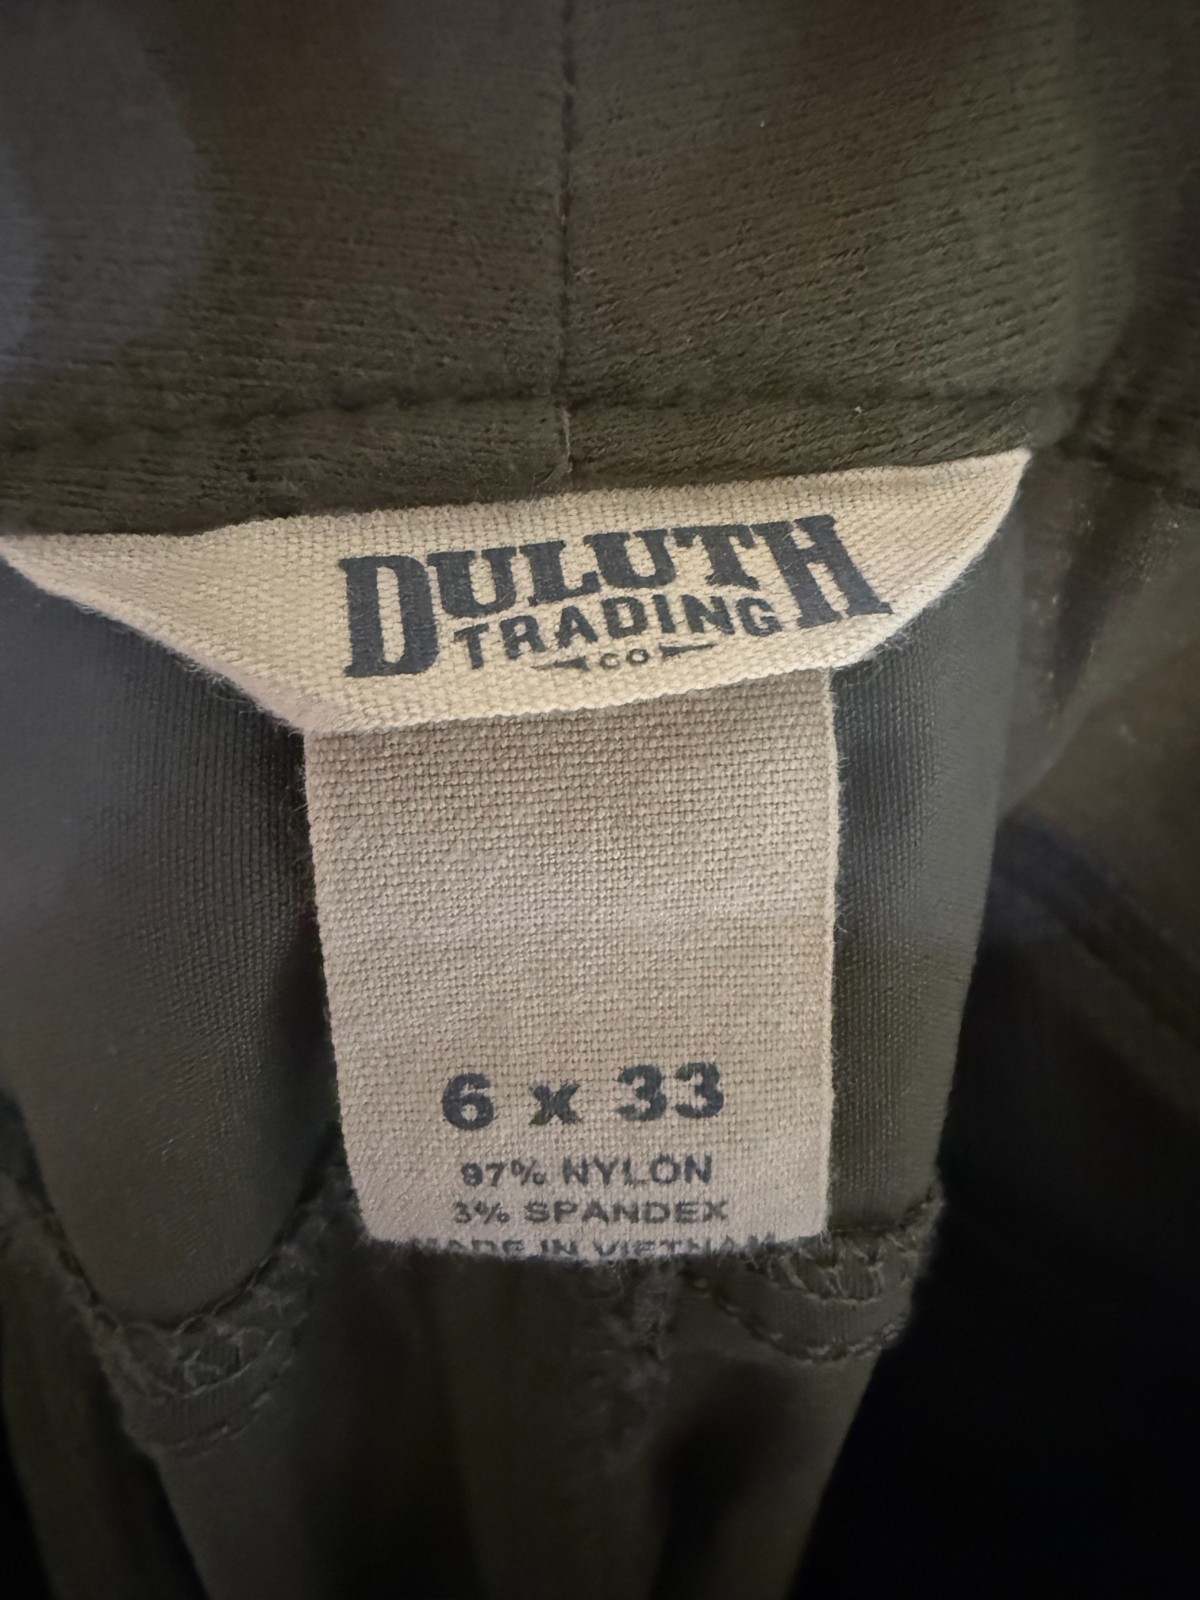 DULUTH
TRADING
CO
6 x 33
97% NYLON
3% SPANDEX
MADE IN VIETNAM